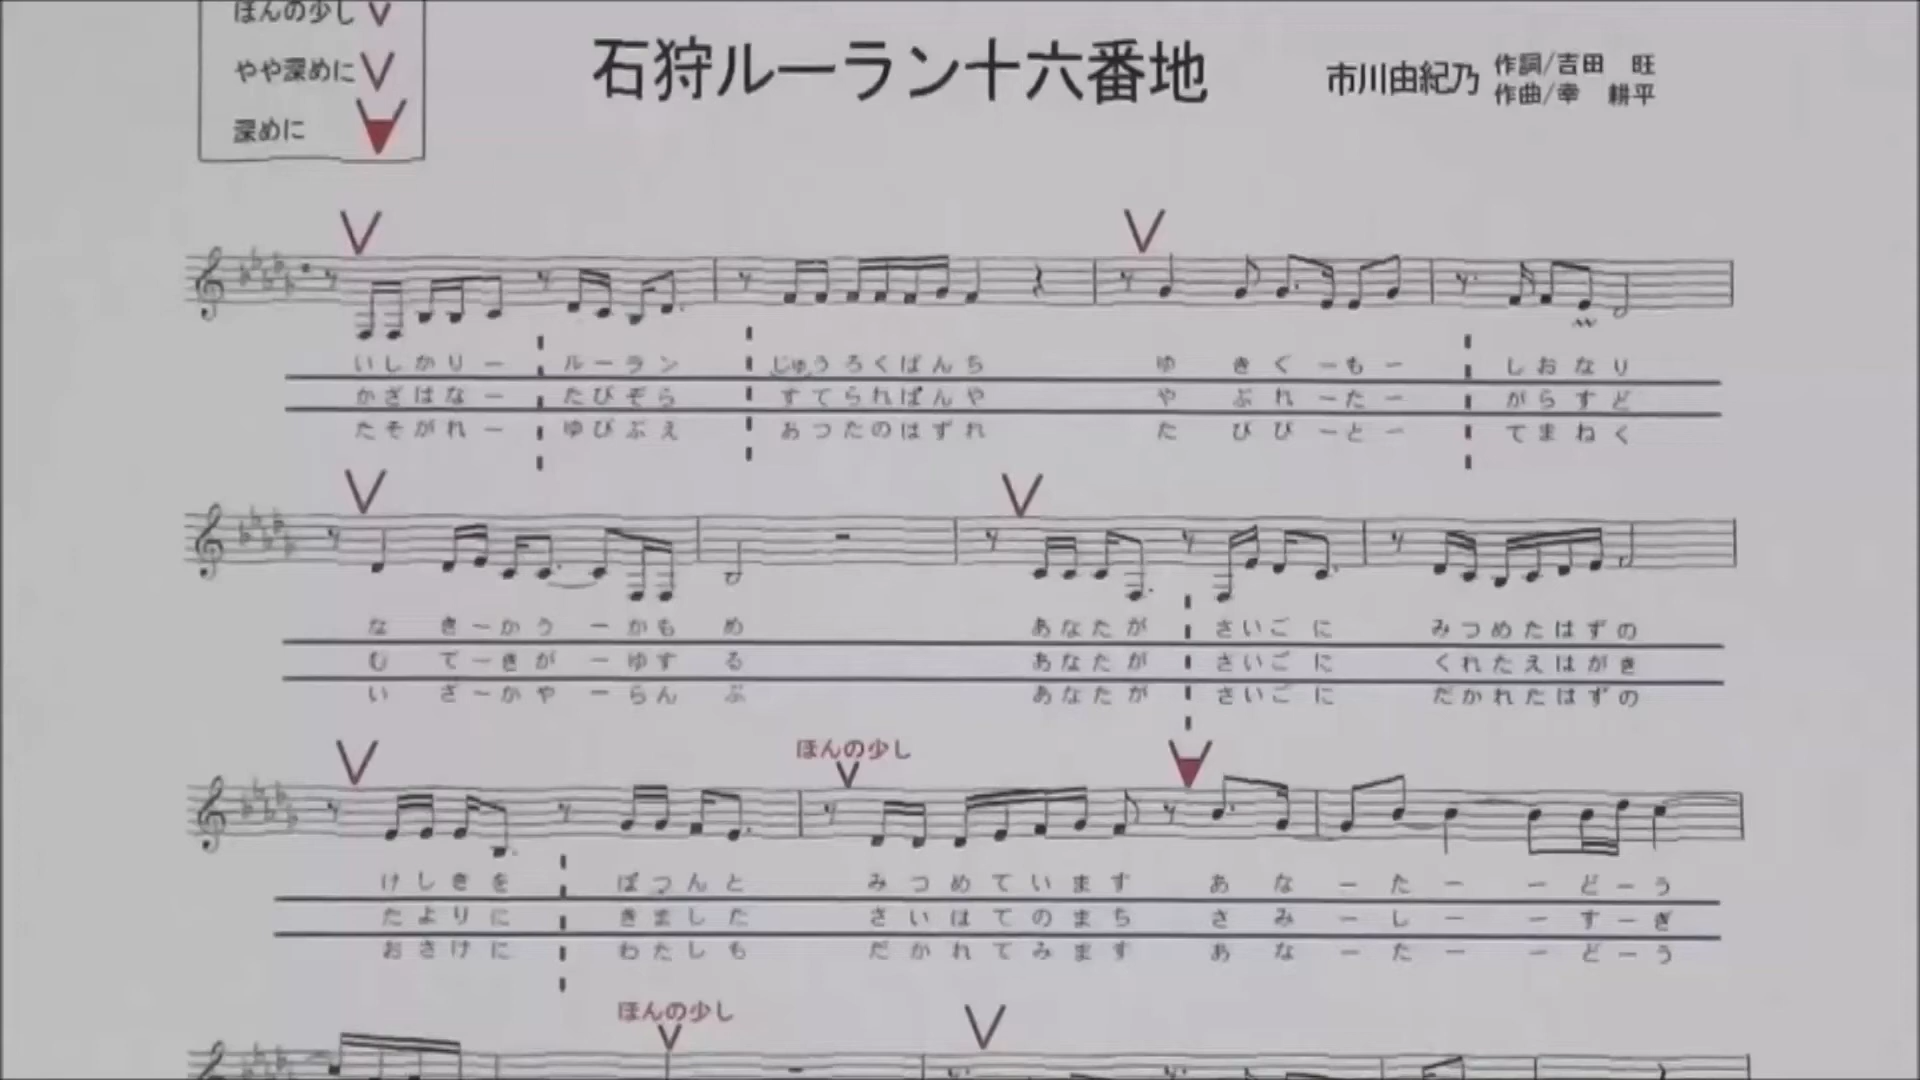 ほんの少し
やや深めに
深めに
石狩ルーラン十六番地
市川由紀乃
作詞/吉田 旺
作曲/幸 耕平
いしかりー ルーラン じゅうろくばんち ゆきくーもー しおなり
かざはなー たびぞら すてらればんや やぶれーたー がらすど
たそがれー ゆびぶえ あつたのはずれ たびびーとー てまねく
なきーかうーかもめ あなたが さいごに みつめたはずの
むてーきがーゆする あなたが さいごに くれたえはがき
いざーかやーらんぷ あなたが さいごに だかれたはずの
ほんの少し
けしきを ぽつんと みつめています あなーたーーどーう
たよりに きました さいはてのまち さみーしーーすーぎ
おさけに わたしも だかれてみます あなーたーーどーう
ほんの少し